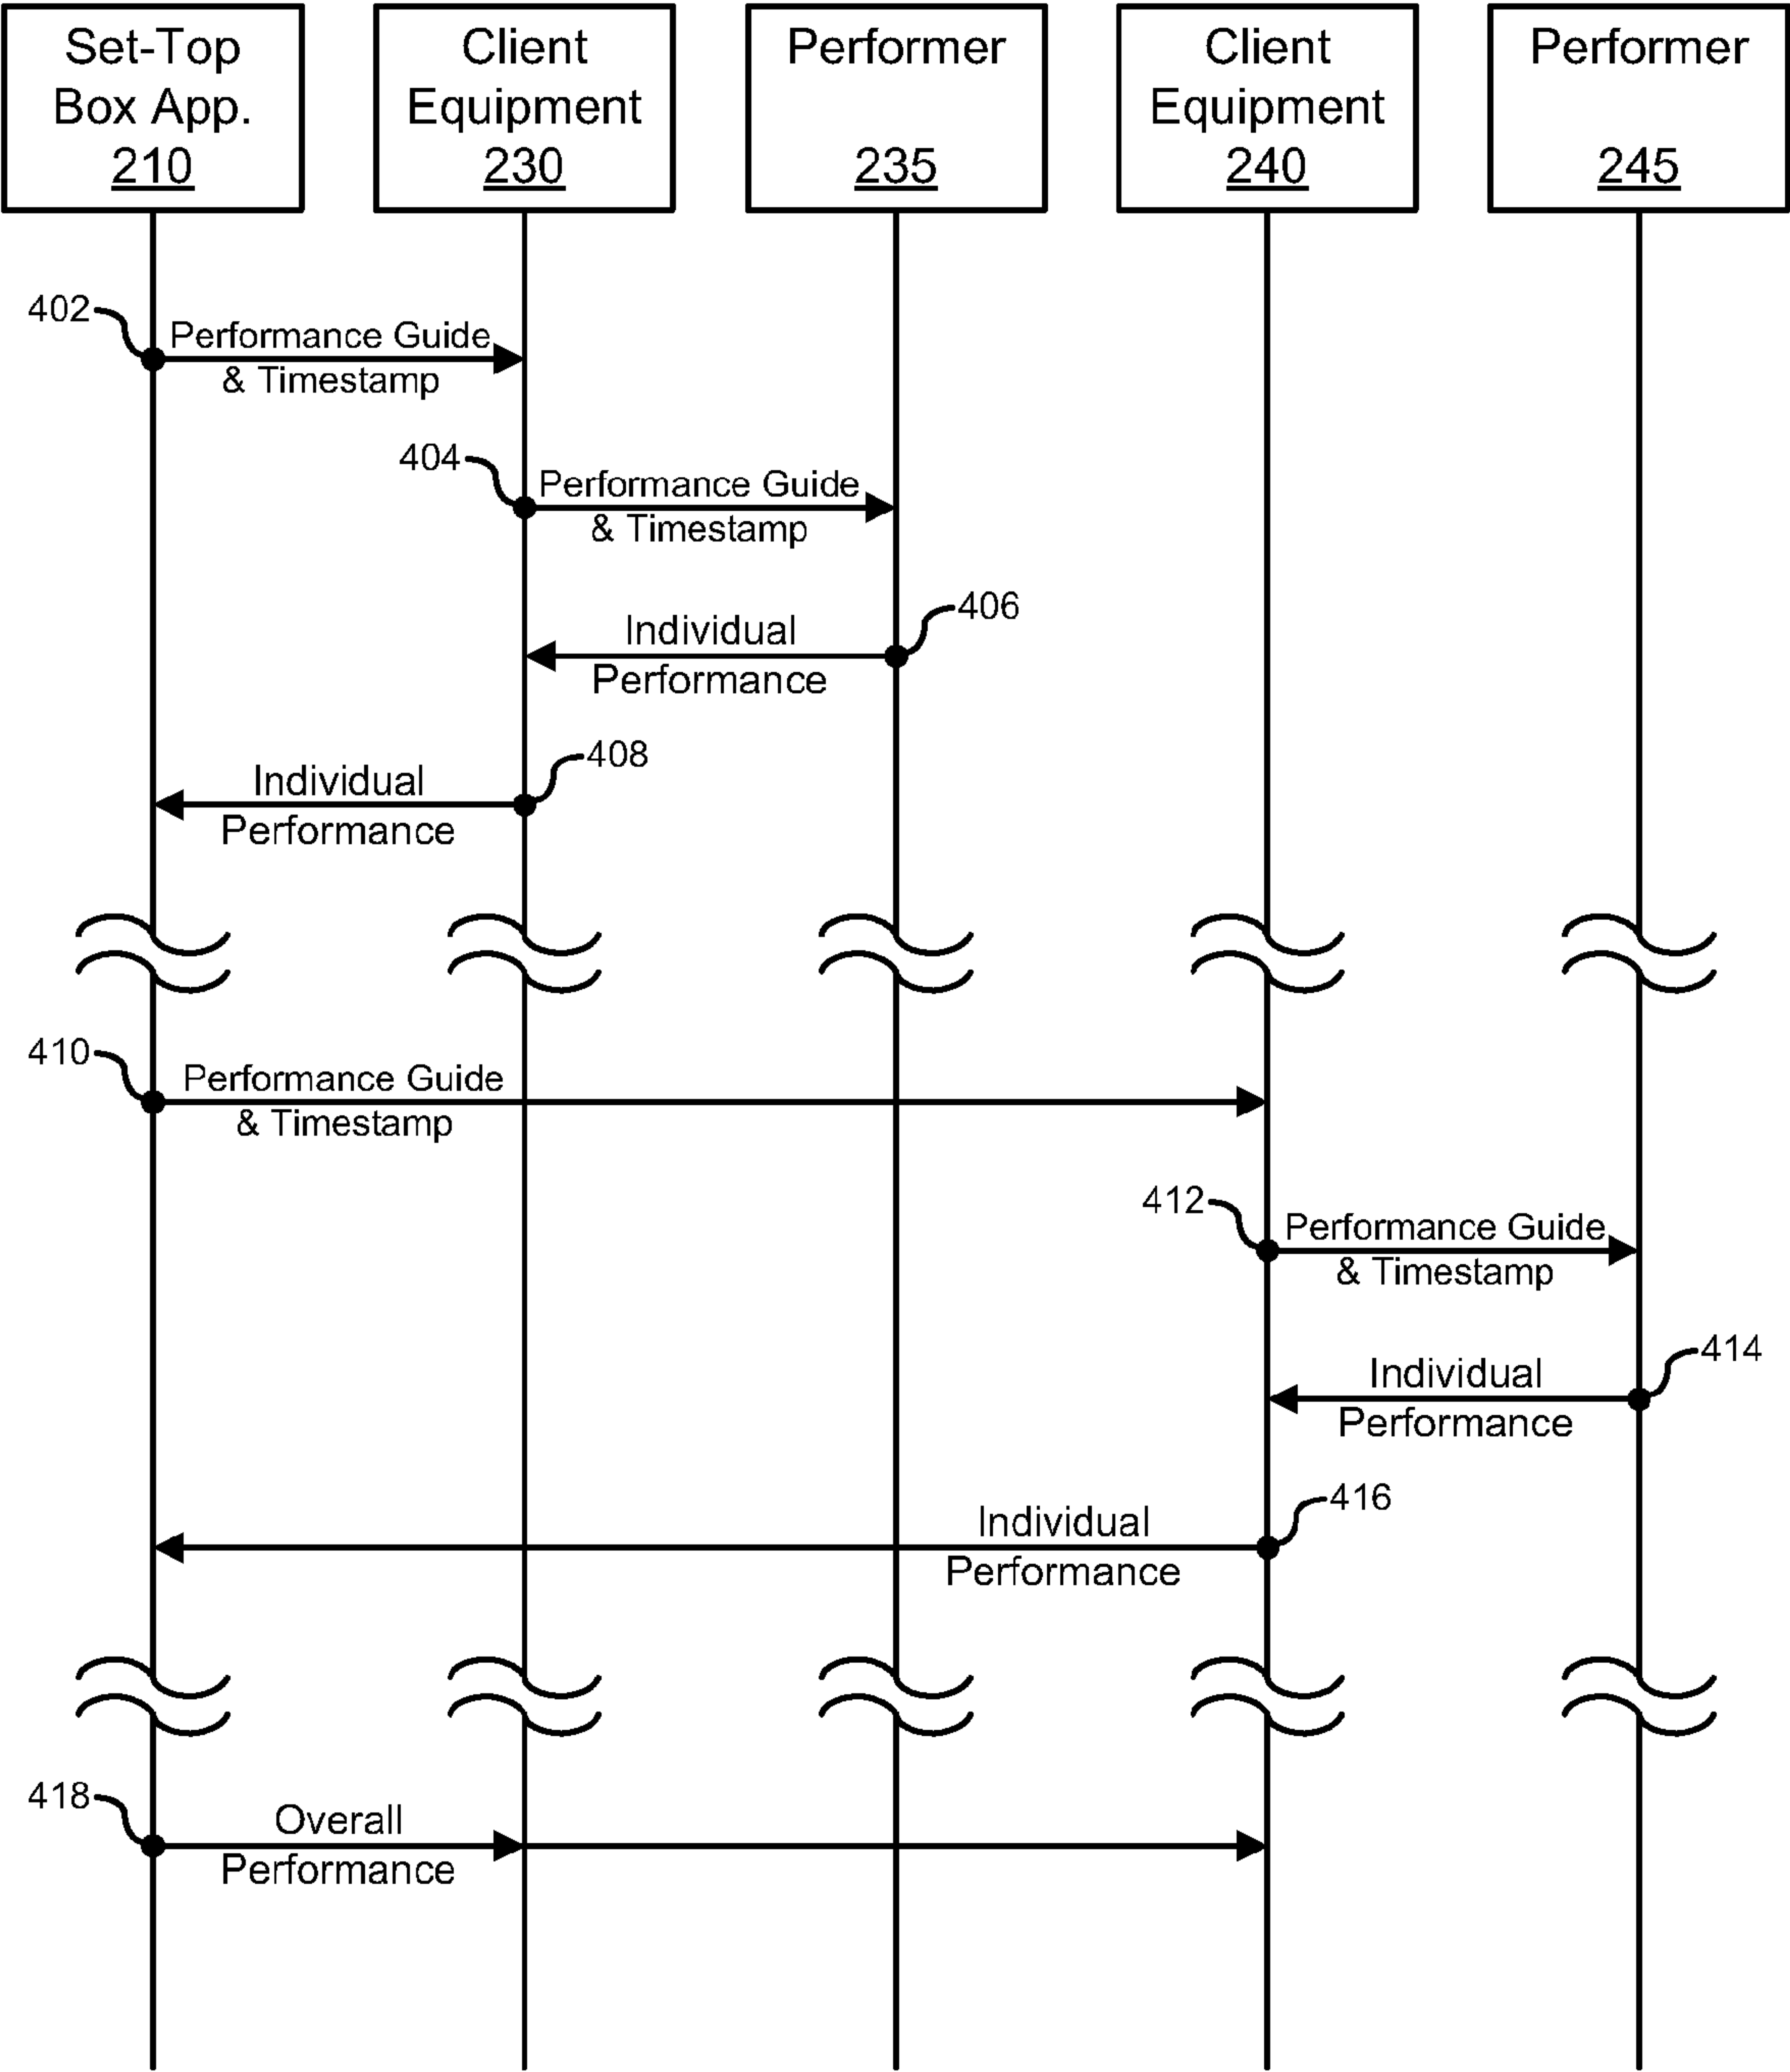 Set-Top
Box App.
210
Client
Equipment
230
Performer
235
Client
Equipment
240
Performer
245
402
Performance Guide
& Timestamp
404
Performance Guide
& Timestamp
406
Individual
Performance
408
Individual
Performance
410
Performance Guide
& Timestamp
412
Performance Guide
& Timestamp
414
Individual
Performance
416
Individual
Performance
418
Overall
Performance